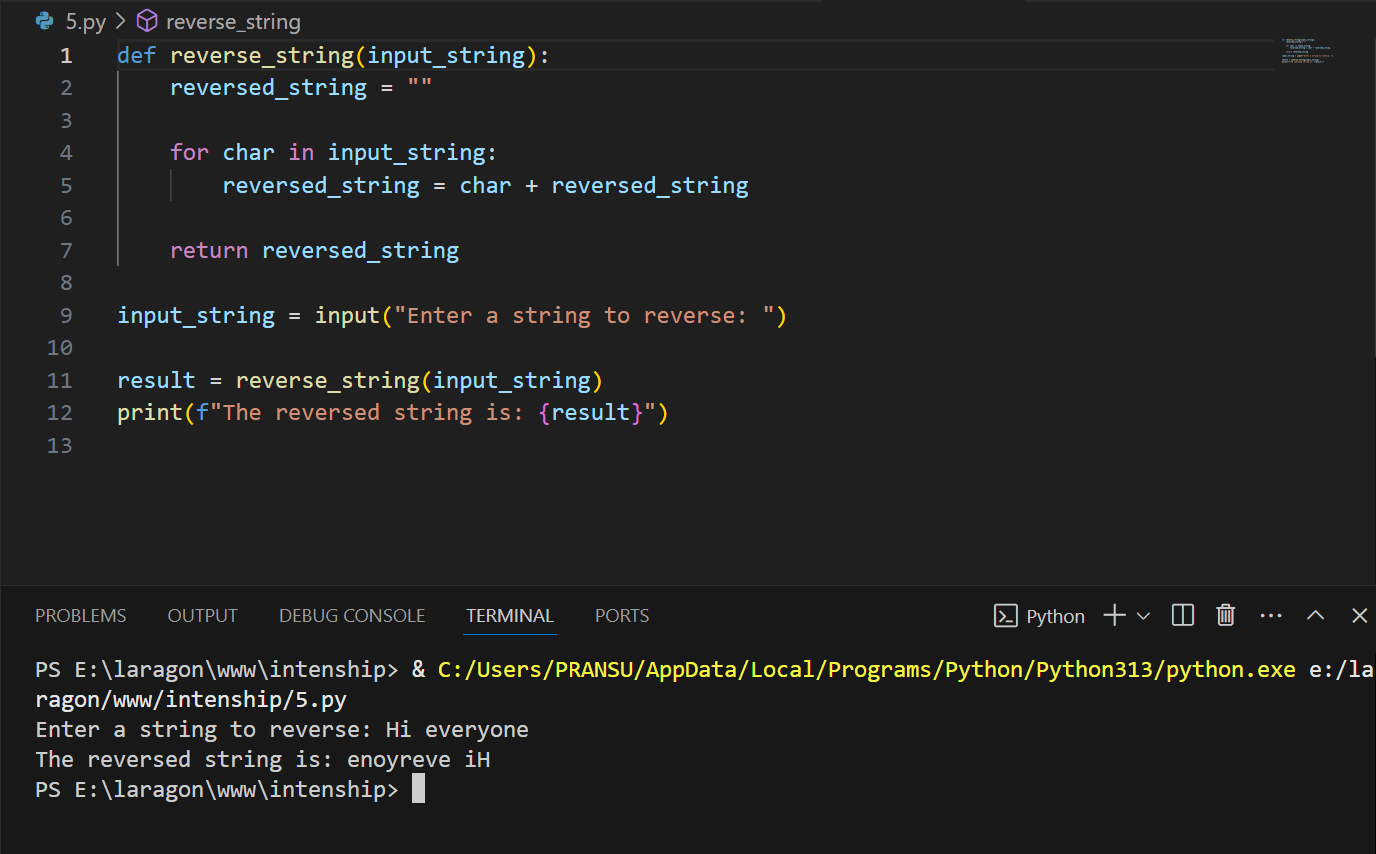 5.py > reverse_string
1 def reverse_string(input_string):
2     reversed_string = ""
3
4     for char in input_string:
5         reversed_string = char + reversed_string
6
7     return reversed_string
8
9 input_string = input("Enter a string to reverse: ")
10
11 result = reverse_string(input_string)
12 print(f"The reversed string is: {result}")
13
PROBLEMS OUTPUT DEBUG CONSOLE TERMINAL PORTS Python
PS E:\laragon\www\intenship> & C:/Users/PRANSU/AppData/Local/Programs/Python/Python313/python.exe e:/la
ragon/www/intenship/5.py
Enter a string to reverse: Hi everyone
The reversed string is: enoyreve iH
PS E:\laragon\www\intenship>